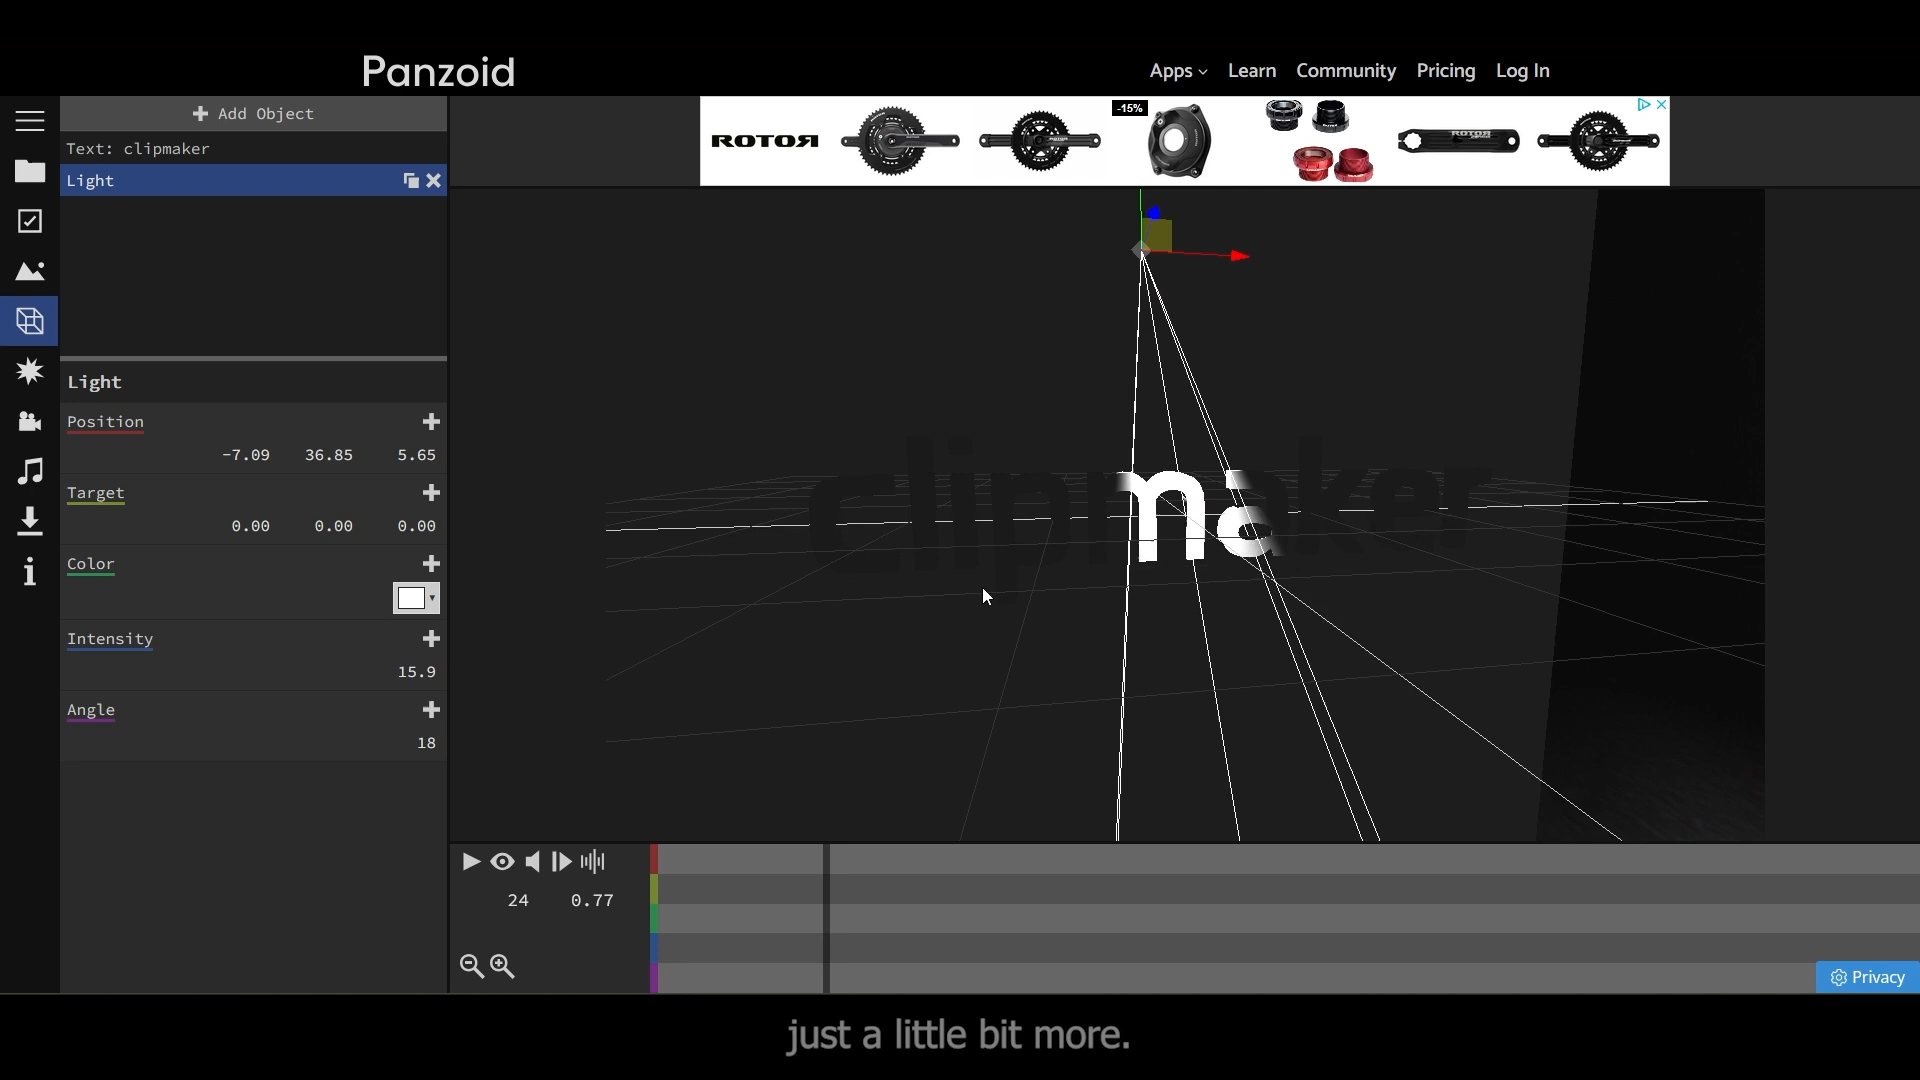 Panzoid
Apps
Learn
Community
Pricing
Log In
Add Object
Text: clipmaker
Light
ROTOR
-15%
ROTOR
Light
Position
-7.09 36.85 5.65
Target
0.00 0.00 0.00
Color
Intensity
15.9
Angle
18
clipmaker
24 0.77
Privacy
just a little bit more.